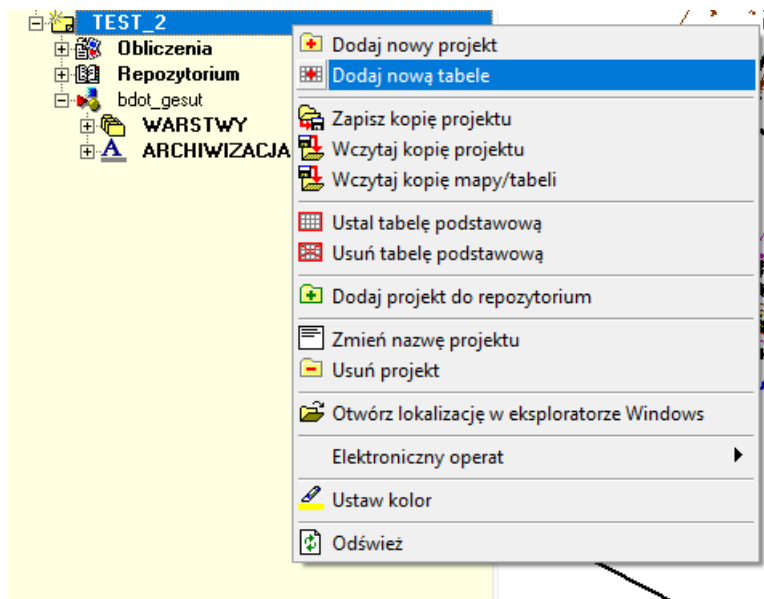 TEST_2
Obliczenia
Repozytorium
bdot_gesut
WARSTWY
ARCHIWIZACJA
Dodaj nowy projekt
Dodaj nową tabele
Zapisz kopię projektu
Wczytaj kopię projektu
Wczytaj kopię mapy/tabeli
Ustal tabelę podstawową
Usuń tabelę podstawową
Dodaj projekt do repozytorium
Zmień nazwę projektu
Usuń projekt
Otwórz lokalizację w eksploratorze Windows
Elektroniczny operat
Ustaw kolor
Odśwież